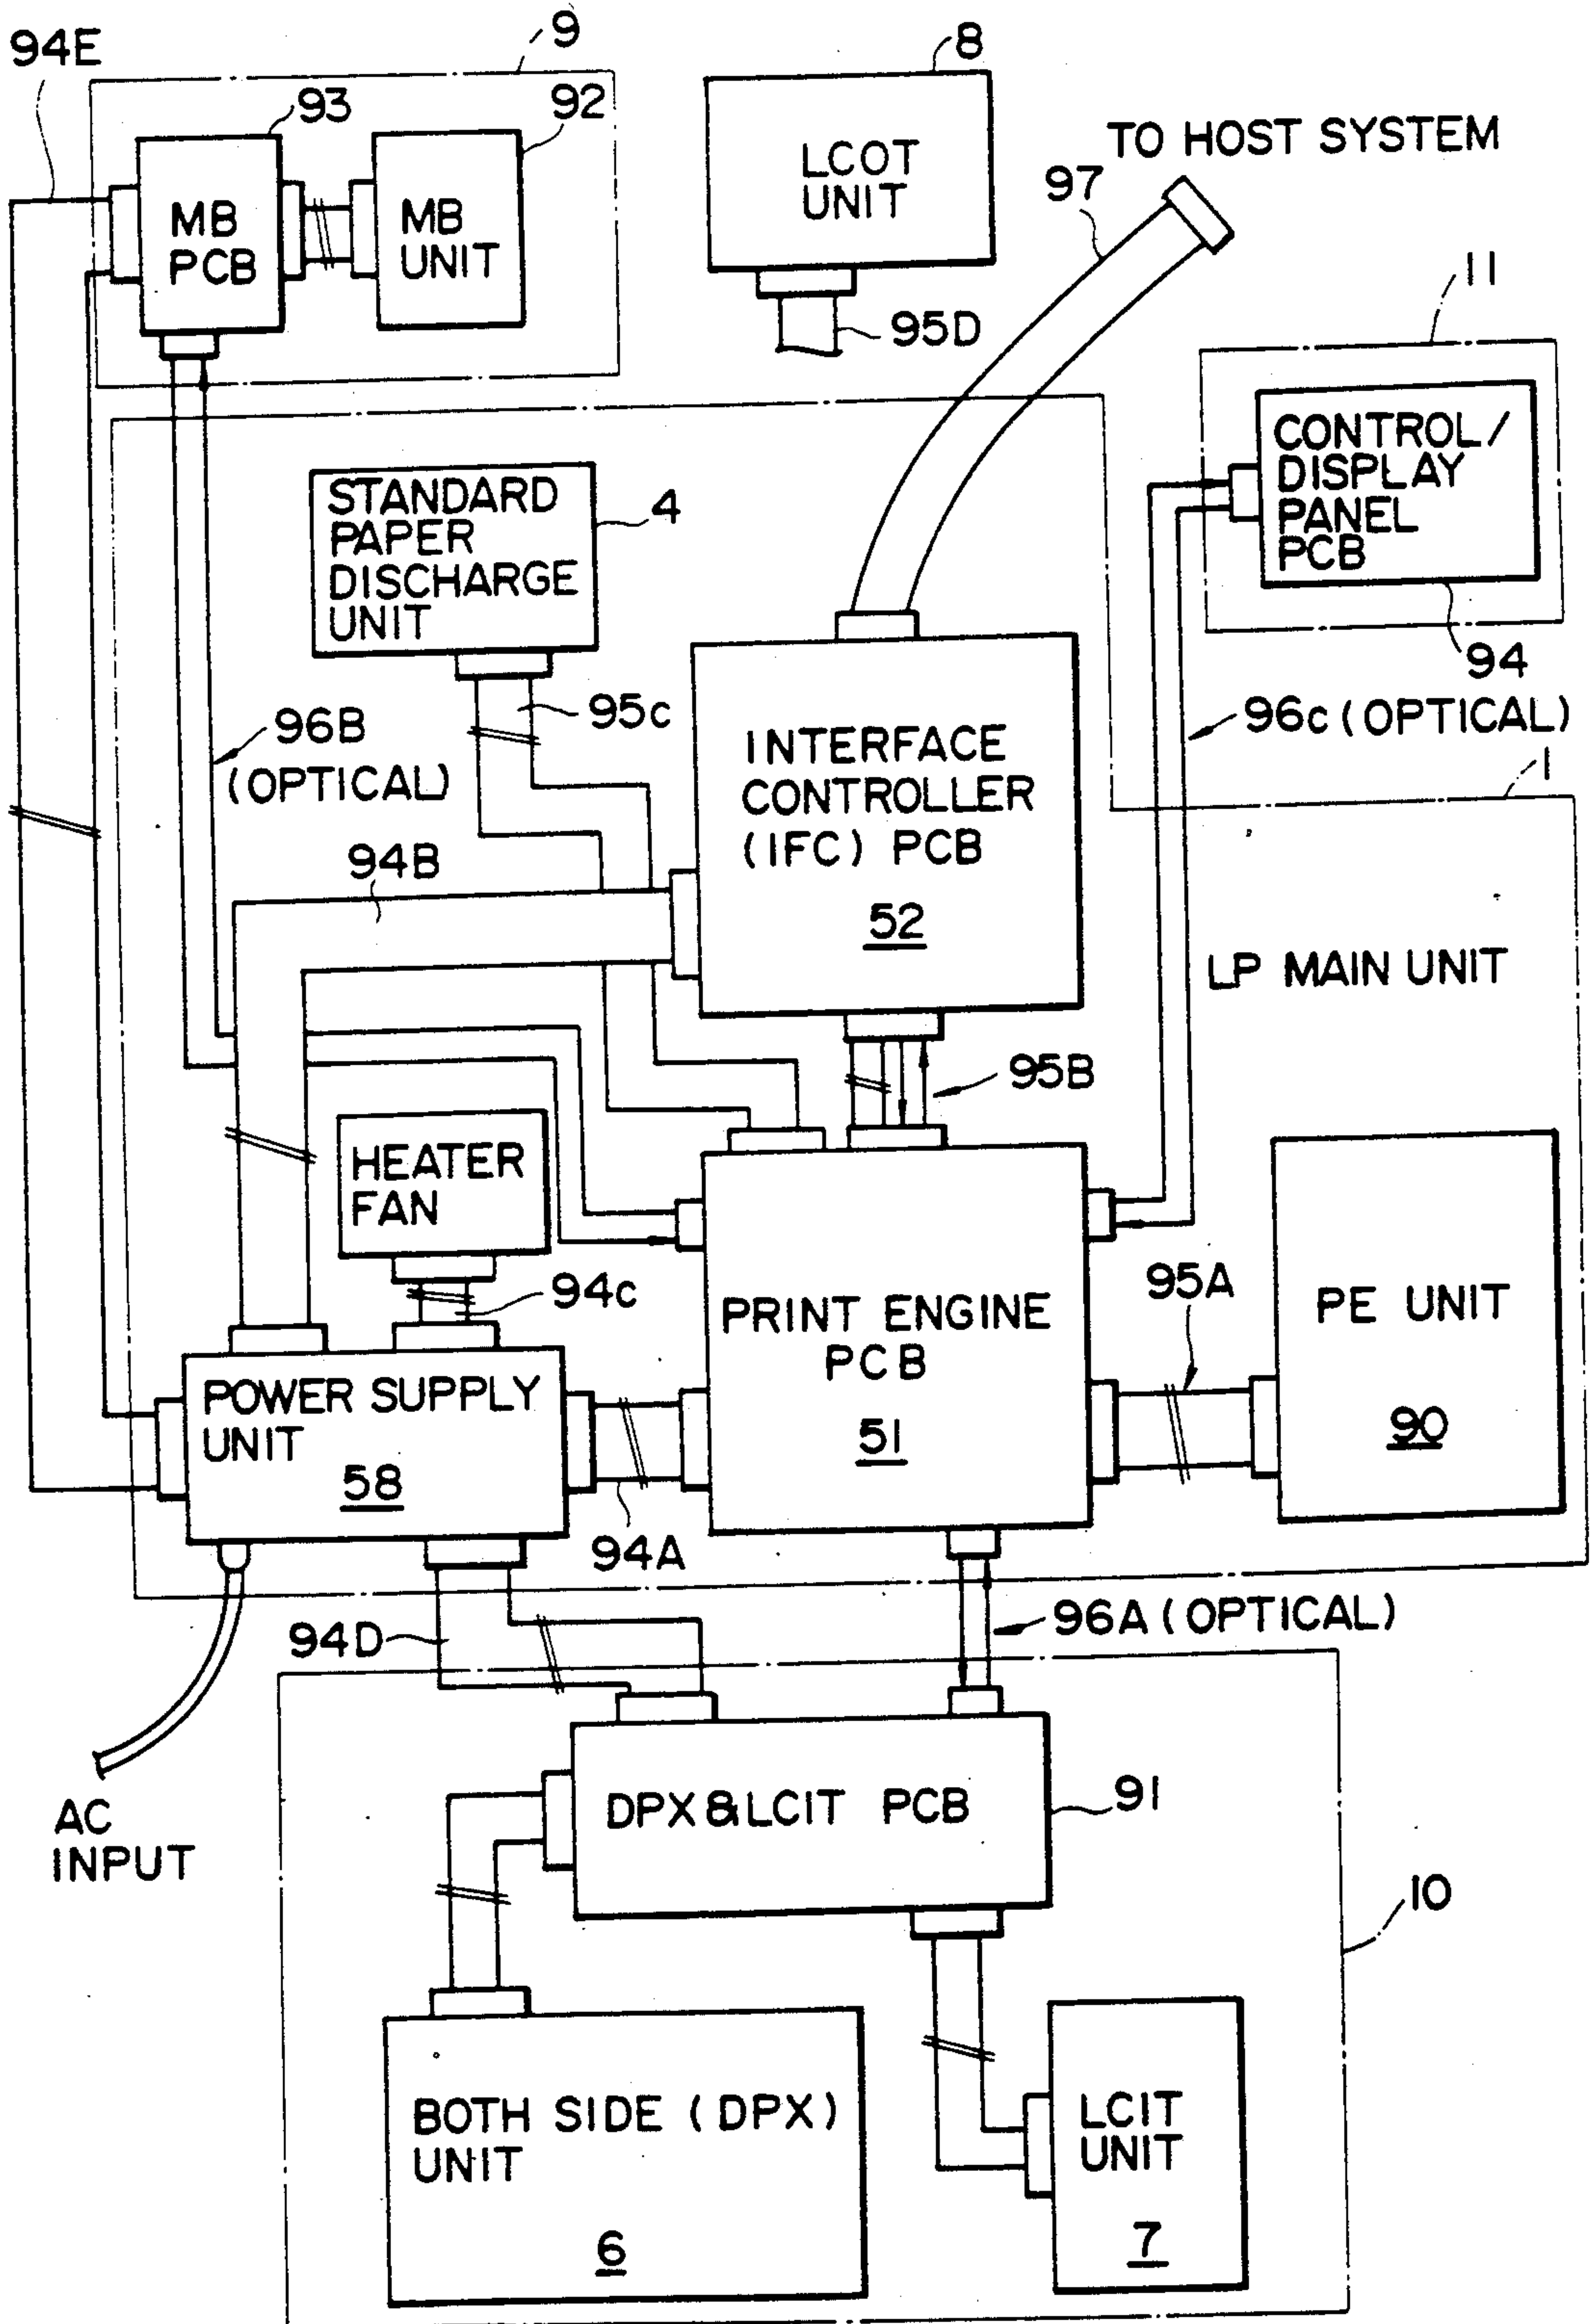 94E
9
93
92
MB
PCB
MB
UNIT
8
LCOT
UNIT
95D
TO HOST SYSTEM
97
11
CONTROL/
DISPLAY
PANEL
PCB
94
96c (OPTICAL)
1
STANDARD
PAPER
DISCHARGE
UNIT
4
95c
96B
(OPTICAL)
94B
INTERFACE
CONTROLLER
(IFC) PCB
52
LP MAIN UNIT
95B
HEATER
FAN
94c
PRINT ENGINE
PCB
51
95A
PE UNIT
90
POWER SUPPLY
UNIT
58
94A
94D
96A (OPTICAL)
AC
INPUT
DPX&LCIT PCB
91
10
BOTH SIDE (DPX)
UNIT
6
LCIT
UNIT
7